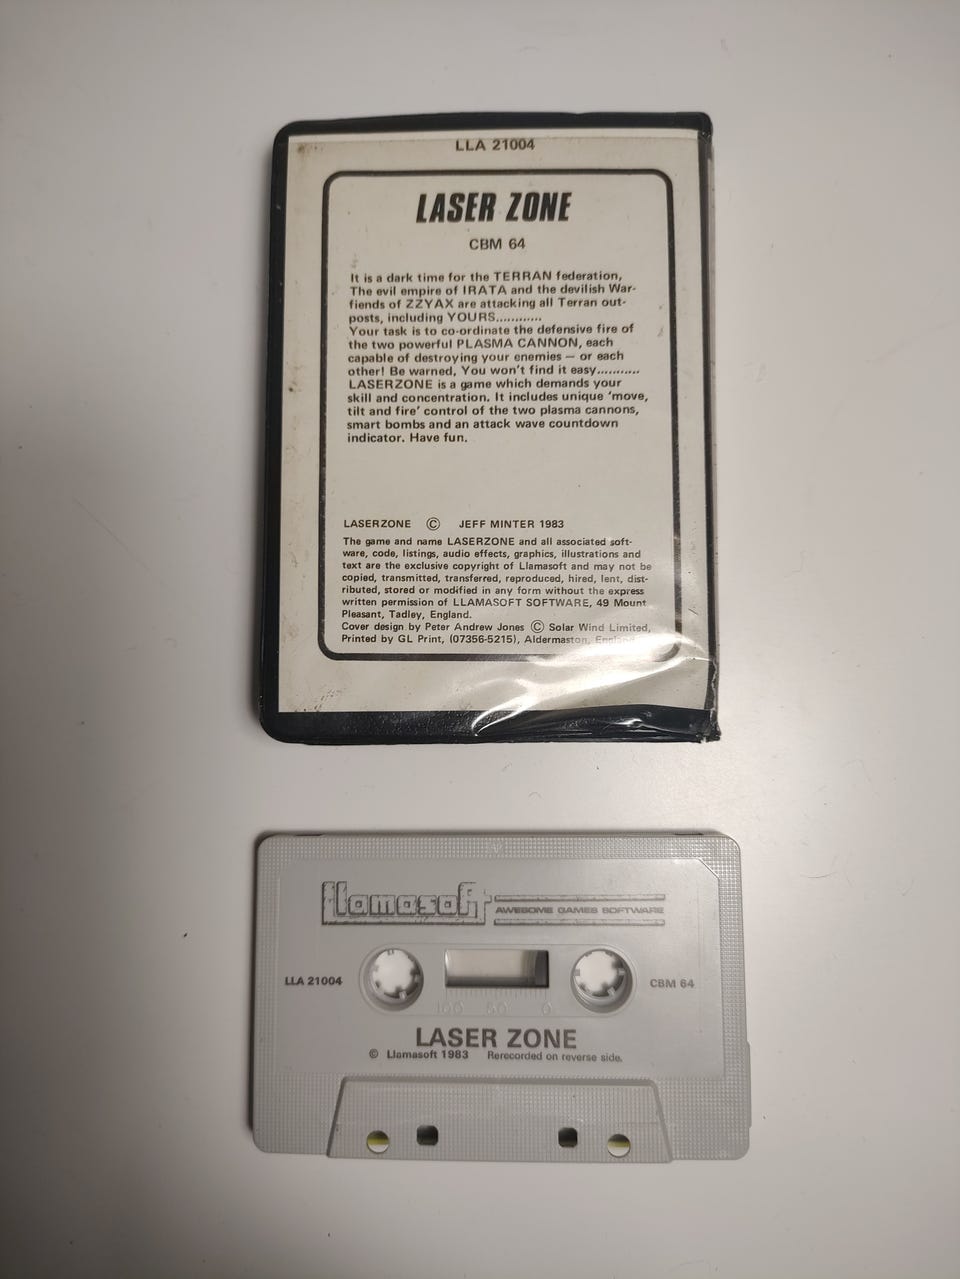 LLA 21004
LASER ZONE
CBM 64
It is a dark time for the TERRAN federation,
The evil empire of IRATA and the devilish War-
fiends of ZZYAX are attacking all Terran out-
posts, including YOURS............
Your task is to co-ordinate the defensive fire of
the two powerful PLASMA CANNON, each
capable of destroying your enemies — or each
other! Be warned, You won't find it easy...........
LASERZONE is a game which demands your
skill and concentration. It includes unique 'move,
tilt and fire' control of the two plasma cannons,
smart bombs and an attack wave countdown
indicator. Have fun.
LASERZONE © JEFF MINTER 1983
The game and name LASERZONE and all associated soft-
ware, code, listings, audio effects, graphics, illustrations and
text are the exclusive copyright of Llamasoft and may not be
copied, transmitted, transferred, reproduced, hired, lent, dist-
ributed, stored or modified in any form without the express
written permission of LLAMASOFT SOFTWARE, 49 Mount
Pleasant, Tadley, England.
Cover design by Peter Andrew Jones © Solar Wind Limited,
Printed by GL Print, (07356-5215), Aldermaston, England
llamasoft AWESOME GAMES SOFTWARE
LLA 21004 CBM 64
100 50 0
LASER ZONE
© Llamasoft 1983 Rerecorded on reverse side.